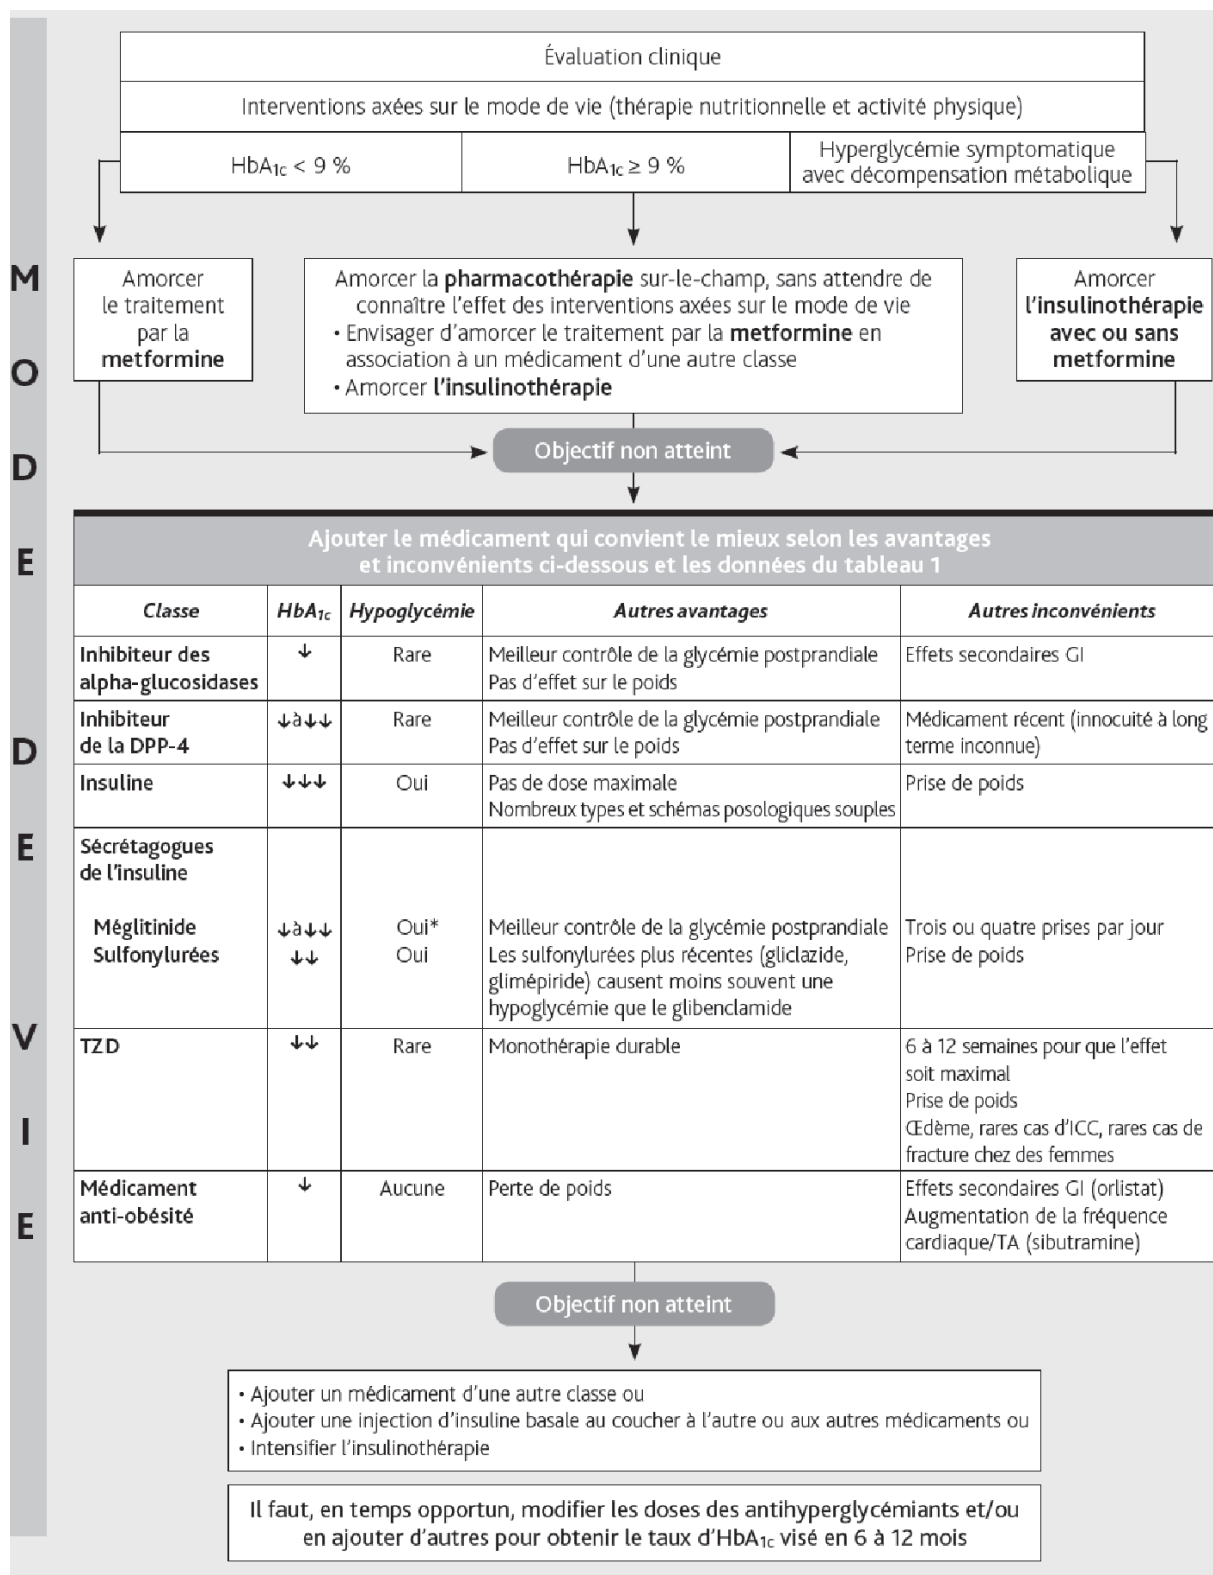 MODE DE VIE
Évaluation clinique
Interventions axées sur le mode de vie (thérapie nutritionnelle et activité physique)
HbA1c < 9 %
HbA1c ≥ 9 %
Hyperglycémie symptomatique
avec décompensation métabolique
Amorcer
le traitement
par la
metformine
Amorcer la pharmacothérapie sur-le-champ, sans attendre de
connaître l'effet des interventions axées sur le mode de vie
• Envisager d'amorcer le traitement par la metformine en
association à un médicament d'une autre classe
• Amorcer l'insulinothérapie
Amorcer
l'insulinothérapie
avec ou sans
metformine
Objectif non atteint
Ajouter le médicament qui convient le mieux selon les avantages
et inconvénients ci-dessous et les données du tableau 1
Classe HbA1c Hypoglycémie Autres avantages Autres inconvénients
Inhibiteur des ↓ Rare Meilleur contrôle de la glycémie postprandiale Effets secondaires GI
alpha-glucosidases Pas d'effet sur le poids
Inhibiteur ↓à↓↓ Rare Meilleur contrôle de la glycémie postprandiale Médicament récent (innocuité à long
de la DPP-4 Pas d'effet sur le poids terme inconnue)
Insuline ↓↓↓ Oui Pas de dose maximale Prise de poids
Nombreux types et schémas posologiques souples
Sécrétagogues
de l'insuline
Méglitinide ↓à↓↓ Oui* Meilleur contrôle de la glycémie postprandiale Trois ou quatre prises par jour
Sulfonylurées ↓↓ Oui Les sulfonylurées plus récentes (gliclazide, Prise de poids
glimépiride) causent moins souvent une
hypoglycémie que le glibenclamide
TZD ↓↓ Rare Monothérapie durable 6 à 12 semaines pour que l'effet
soit maximal
Prise de poids
Œdème, rares cas d'ICC, rares cas de
fracture chez des femmes
Médicament ↓ Aucune Perte de poids Effets secondaires GI (orlistat)
anti-obésité Augmentation de la fréquence
cardiaque/TA (sibutramine)
Objectif non atteint
• Ajouter un médicament d'une autre classe ou
• Ajouter une injection d'insuline basale au coucher à l'autre ou aux autres médicaments ou
• Intensifier l'insulinothérapie
Il faut, en temps opportun, modifier les doses des antihyperglycémiants et/ou
en ajouter d'autres pour obtenir le taux d'HbA1c visé en 6 à 12 mois